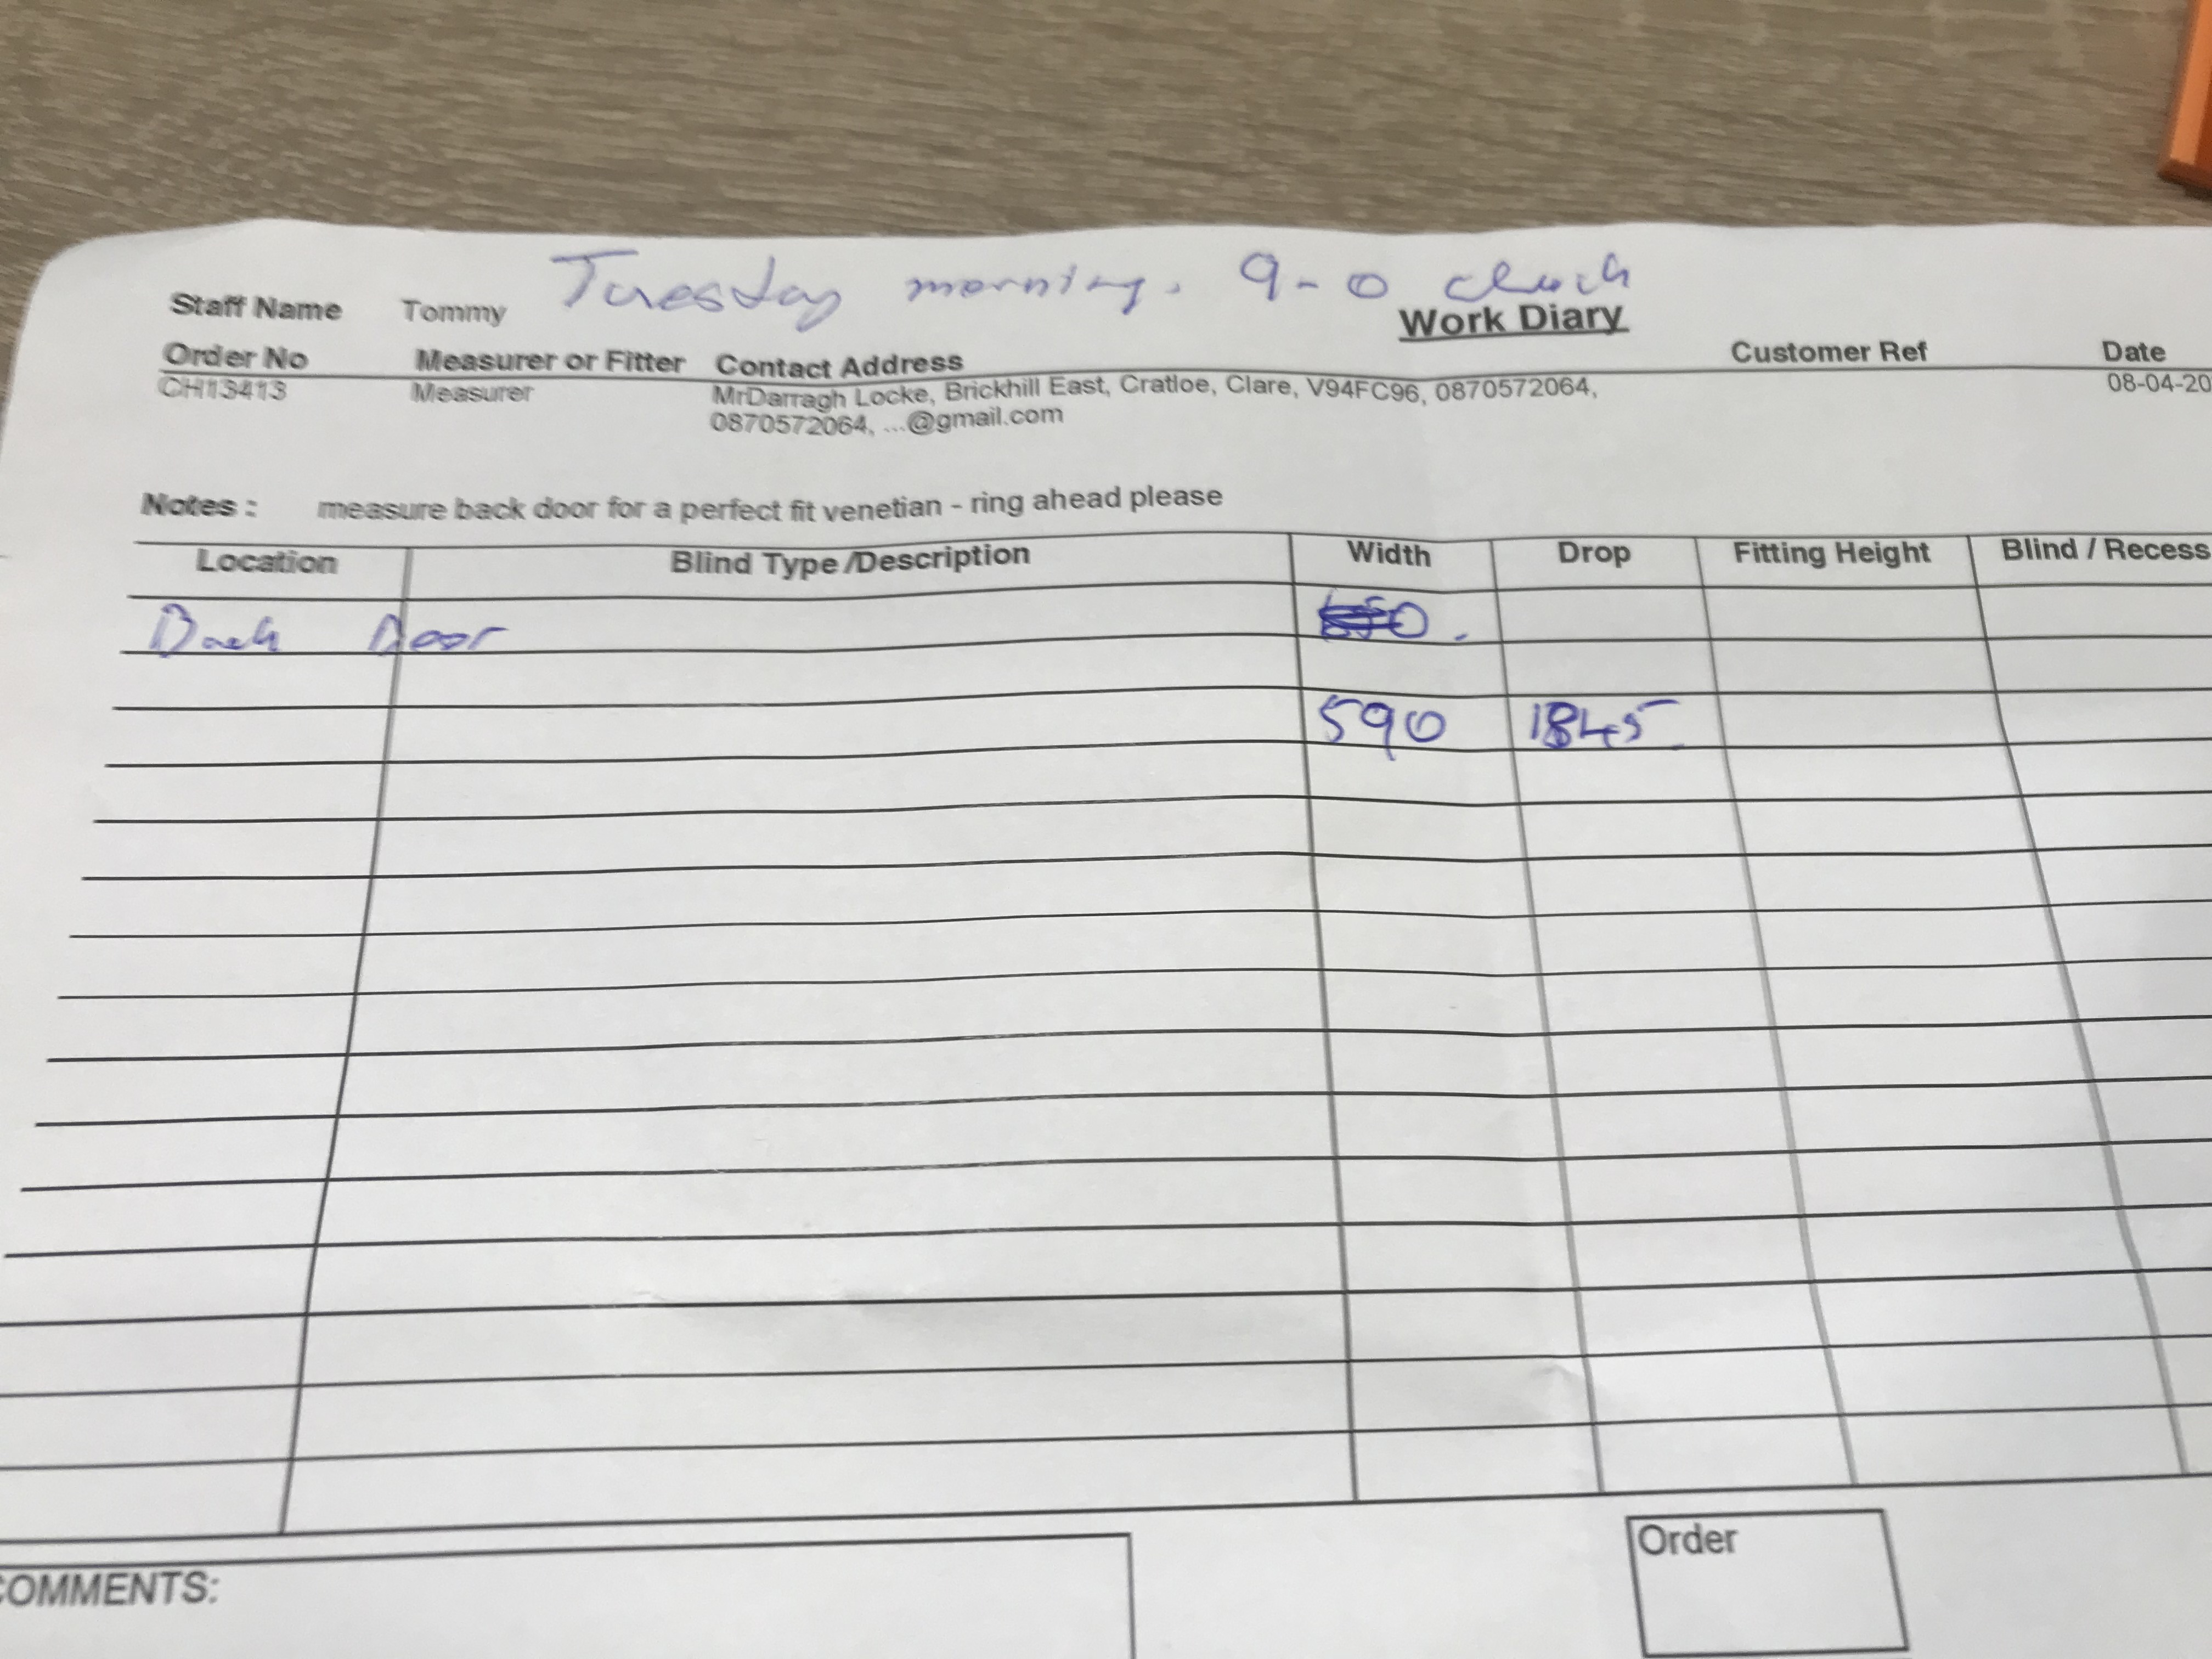 Tuesday morning. 9-0 clock
Staff Name Tommy
Work Diary
Order No Measurer or Fitter Contact Address Customer Ref Date
CH13413 Measurer MrDarragh Locke, Brickhill East, Cratloe, Clare, V94FC96, 0870572064, 08-04-20
0870572064, ...@gmail.com
Notes : measure back door for a perfect fit venetian - ring ahead please
Location Blind Type /Description Width Drop Fitting Height Blind / Recess
Back Door
590 1845
COMMENTS:
Order